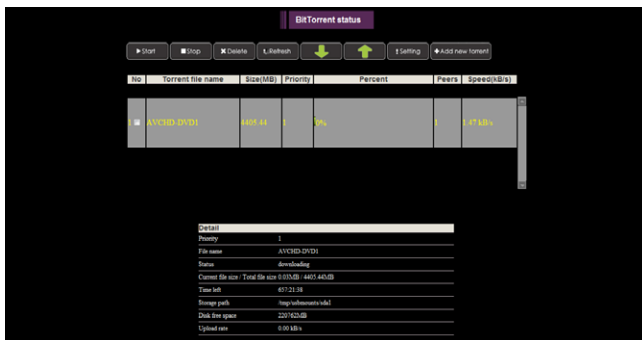 BitTorrent status
Start Stop Delete Refresh Setting Add new torrent
No Torrent file name Size(MB) Priority Percent Peers Speed(kB/s)
1 AVCHD-DVD1 4405.44 1 0% 1 1.47 kB/s
Detail
Priority 1
File name AVCHD-DVD1
Status downloading
Current file size / Total file size 0.03MB / 4405.44MB
Time left 657:21:38
Storage path /tmp/usbmounts/sda1
Disk free space 220762MB
Upload rate 0.00 kB/s